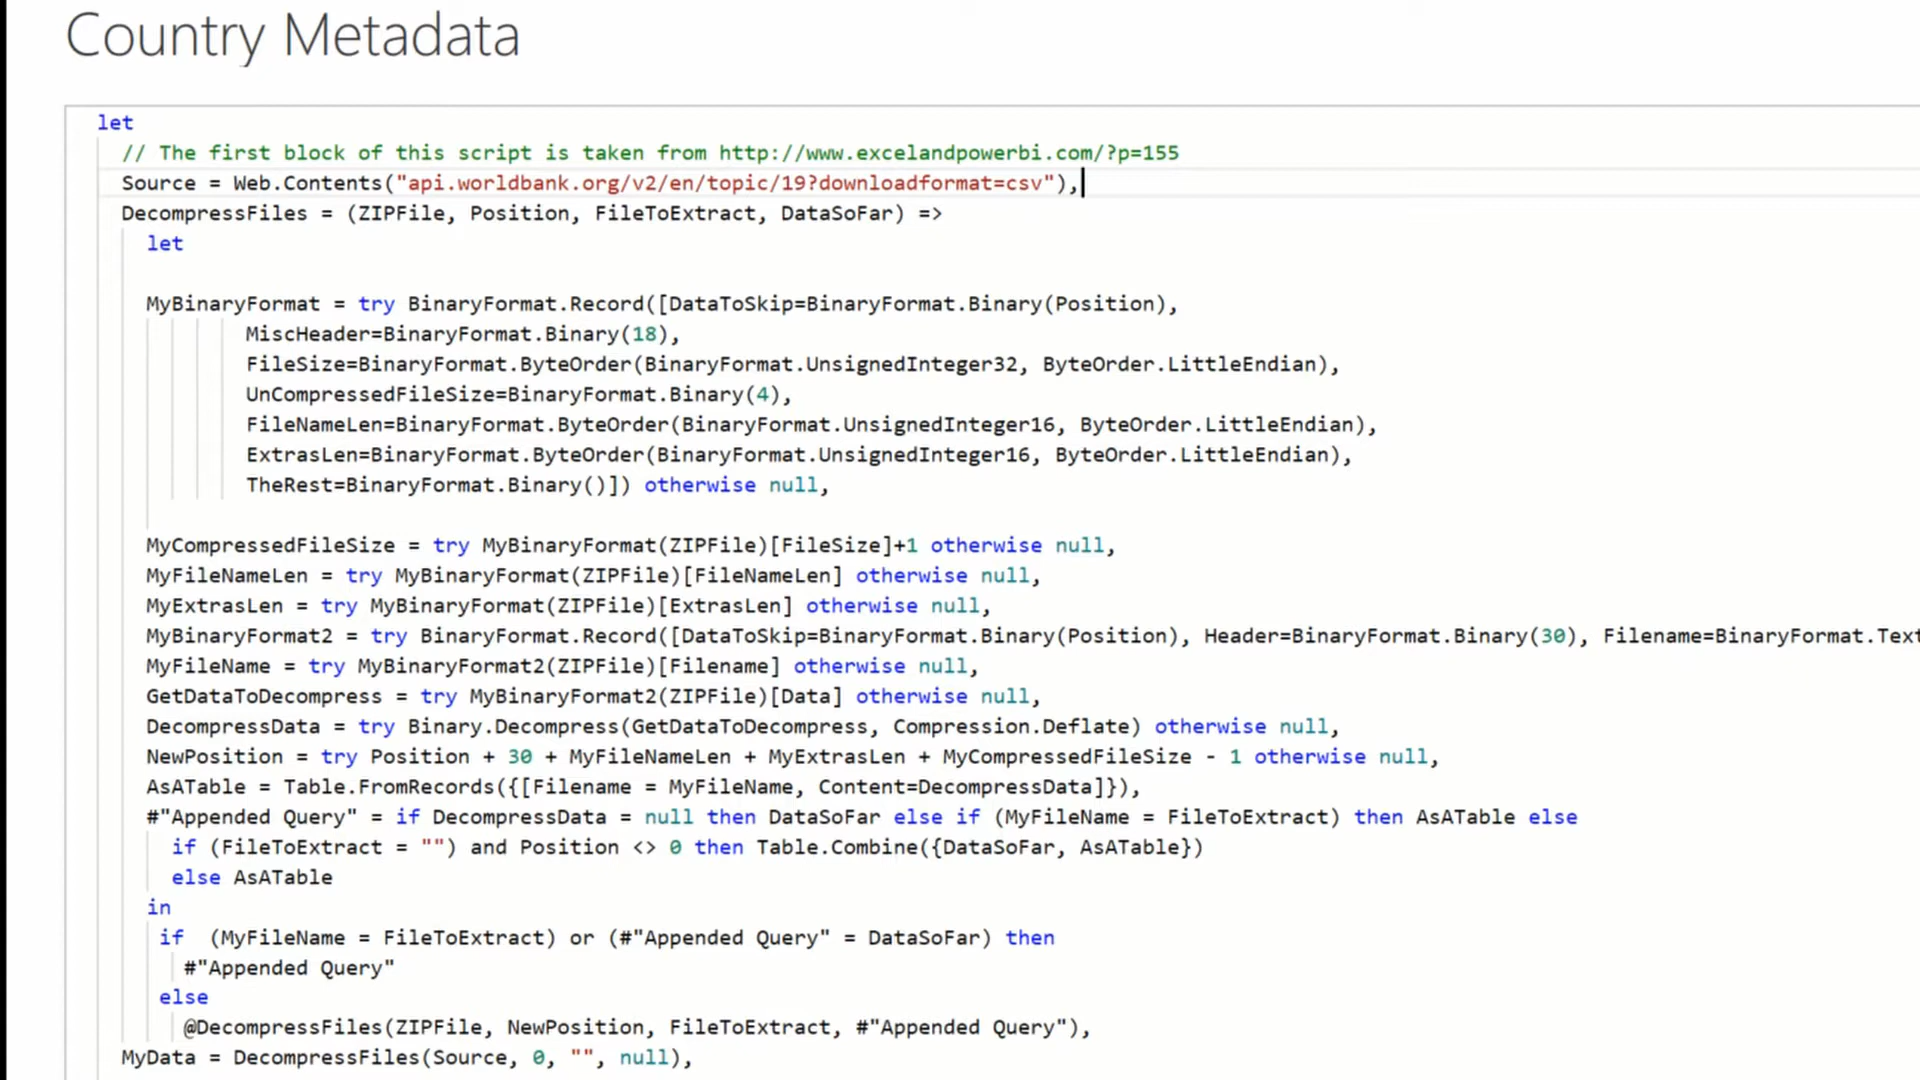 Country Metadata
let
// The first block of this script is taken from http://www.excelandpowerbi.com/?p=155
Source = Web.Contents("api.worldbank.org/v2/en/topic/19?downloadformat=csv"),
DecompressFiles = (ZIPFile, Position, FileToExtract, DataSoFar) =>
let
MyBinaryFormat = try BinaryFormat.Record([DataToSkip=BinaryFormat.Binary(Position),
MiscHeader=BinaryFormat.Binary(18),
FileSize=BinaryFormat.ByteOrder(BinaryFormat.UnsignedInteger32, ByteOrder.LittleEndian),
UnCompressedFileSize=BinaryFormat.Binary(4),
FileNameLen=BinaryFormat.ByteOrder(BinaryFormat.UnsignedInteger16, ByteOrder.LittleEndian),
ExtrasLen=BinaryFormat.ByteOrder(BinaryFormat.UnsignedInteger16, ByteOrder.LittleEndian),
TheRest=BinaryFormat.Binary()]) otherwise null,
MyCompressedFileSize = try MyBinaryFormat(ZIPFile)[FileSize]+1 otherwise null,
MyFileNameLen = try MyBinaryFormat(ZIPFile)[FileNameLen] otherwise null,
MyExtrasLen = try MyBinaryFormat(ZIPFile)[ExtrasLen] otherwise null,
MyBinaryFormat2 = try BinaryFormat.Record([DataToSkip=BinaryFormat.Binary(Position), Header=BinaryFormat.Binary(30), Filename=BinaryFormat.Text
MyFileName = try MyBinaryFormat2(ZIPFile)[Filename] otherwise null,
GetDataToDecompress = try MyBinaryFormat2(ZIPFile)[Data] otherwise null,
DecompressData = try Binary.Decompress(GetDataToDecompress, Compression.Deflate) otherwise null,
NewPosition = try Position + 30 + MyFileNameLen + MyExtrasLen + MyCompressedFileSize - 1 otherwise null,
AsATable = Table.FromRecords({[Filename = MyFileName, Content=DecompressData]}),
#"Appended Query" = if DecompressData = null then DataSoFar else if (MyFileName = FileToExtract) then AsATable else
if (FileToExtract = "") and Position <> 0 then Table.Combine({DataSoFar, AsATable})
else AsATable
in
if  (MyFileName = FileToExtract) or (#"Appended Query" = DataSoFar) then
#"Appended Query"
else
@DecompressFiles(ZIPFile, NewPosition, FileToExtract, #"Appended Query"),
MyData = DecompressFiles(Source, 0, "", null),